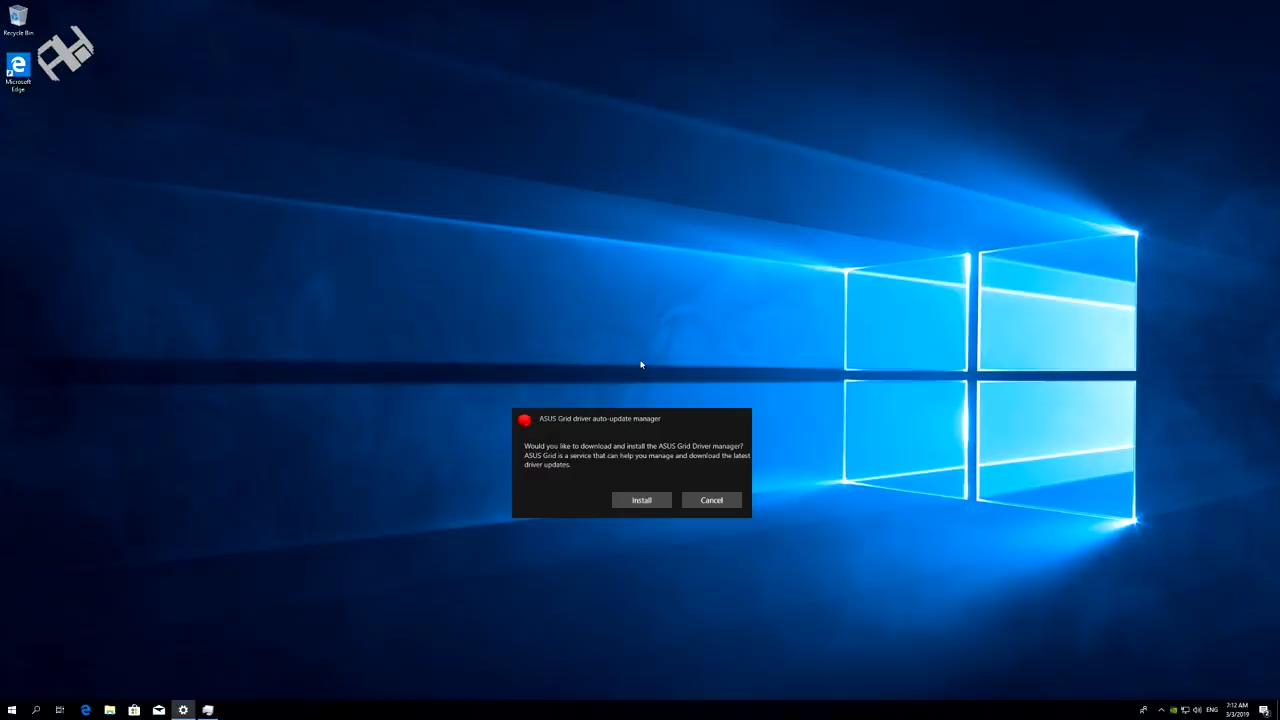 Recycle Bin
Microsoft
Edge
ASUS Grid driver auto-update manager
Would you like to download and install the ASUS Grid Driver manager?
ASUS Grid is a service that can help you manage and download the latest
driver updates.
Install
Cancel
ENG
7:12 AM
3/3/2019